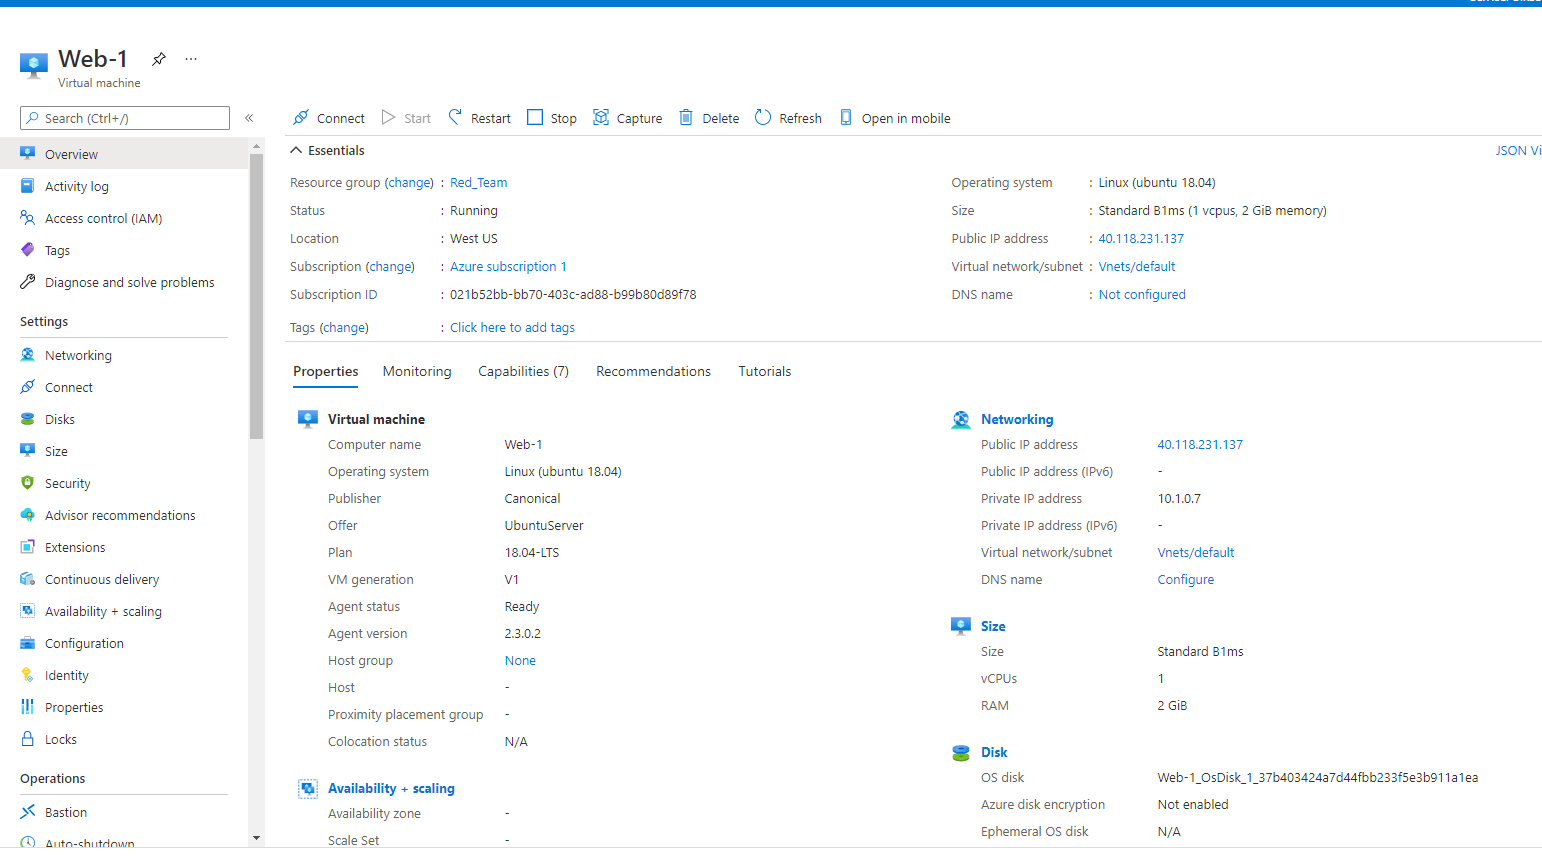 Web-1
Virtual machine
Search (Ctrl+/)
«
Overview
Activity log
Access control (IAM)
Tags
Diagnose and solve problems
Settings
Networking
Connect
Disks
Size
Security
Advisor recommendations
Extensions
Continuous delivery
Availability + scaling
Configuration
Identity
Properties
Locks
Operations
Bastion
Auto-shutdown
Connect Start Restart Stop Capture Delete Refresh Open in mobile
Essentials
JSON Vi
Resource group (change) : Red_Team
Status : Running
Location : West US
Subscription (change) : Azure subscription 1
Subscription ID : 021b52bb-bb70-403c-ad88-b99b80d89f78
Tags (change) : Click here to add tags
Operating system : Linux (ubuntu 18.04)
Size : Standard B1ms (1 vcpus, 2 GiB memory)
Public IP address : 40.118.231.137
Virtual network/subnet : Vnets/default
DNS name : Not configured
Properties Monitoring Capabilities (7) Recommendations Tutorials
Virtual machine
Computer name Web-1
Operating system Linux (ubuntu 18.04)
Publisher Canonical
Offer UbuntuServer
Plan 18.04-LTS
VM generation V1
Agent status Ready
Agent version 2.3.0.2
Host group None
Host -
Proximity placement group -
Colocation status N/A
Availability + scaling
Availability zone -
Scale Set -
Networking
Public IP address 40.118.231.137
Public IP address (IPv6) -
Private IP address 10.1.0.7
Private IP address (IPv6) -
Virtual network/subnet Vnets/default
DNS name Configure
Size
Size Standard B1ms
vCPUs 1
RAM 2 GiB
Disk
OS disk Web-1_OsDisk_1_37b403424a7d44fbb233f5e3b911a1ea
Azure disk encryption Not enabled
Ephemeral OS disk N/A